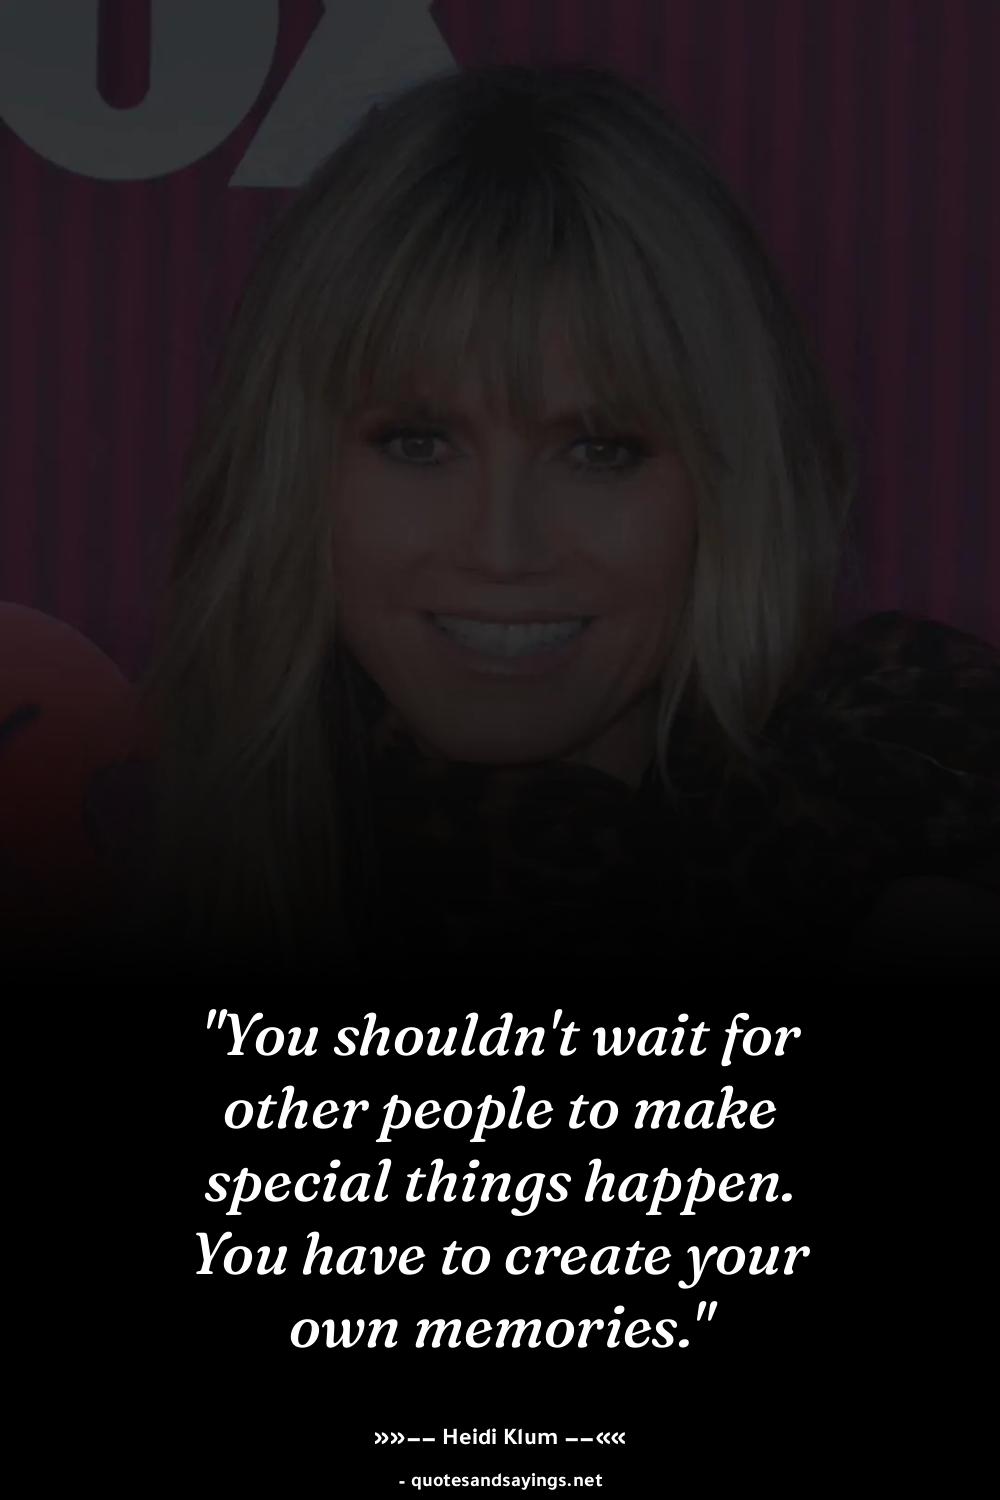 OX
"You shouldn't wait for
other people to make
special things happen.
You have to create your
own memories."
»»–– Heidi Klum ––««
- quotesandsayings.net